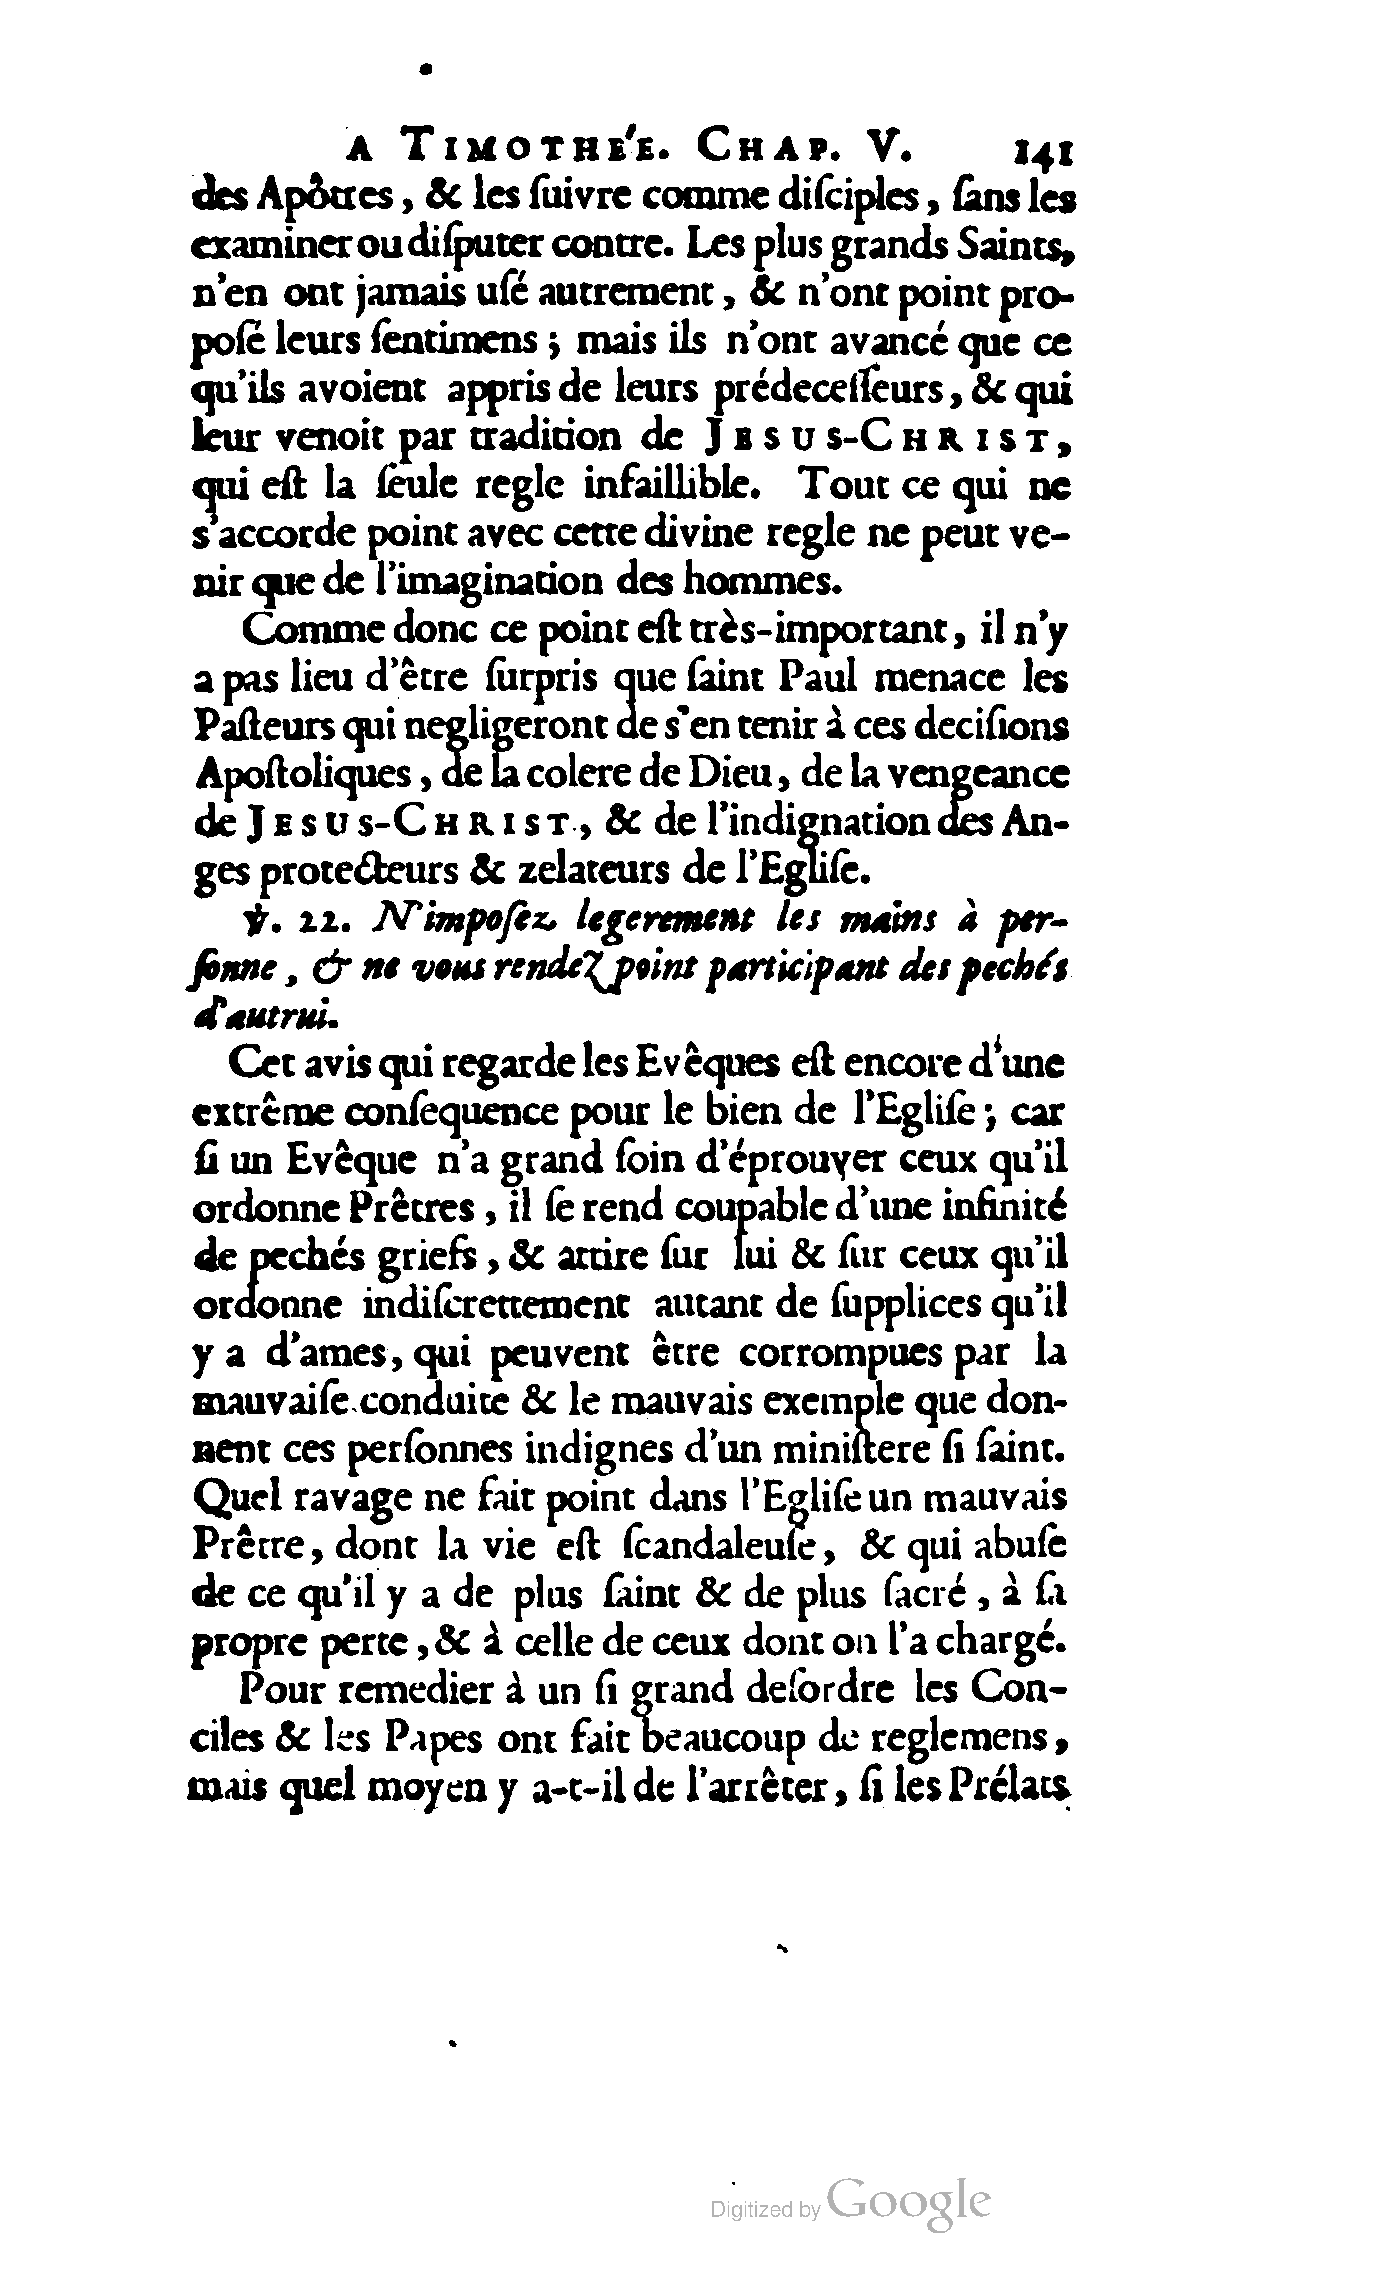 A TIMOTHÉE. CHAP. V. 141
des Apôtres, & les ſuivre comme diſciples, ſans les
examiner ou diſputer contre. Les plus grands Saints,
n'en ont jamais uſé autrement, & n'ont point pro-
poſé leurs ſentimens ; mais ils n'ont avancé que ce
qu'ils avoient appris de leurs prédeceſſeurs, & qui
leur venoit par tradition de JESUS-CHRIST,
qui eſt la ſeule regle infaillible. Tout ce qui ne
s'accorde point avec cette divine regle ne peut ve-
nir que de l'imagination des hommes.
Comme donc ce point eſt très-important, il n'y
a pas lieu d'être ſurpris que ſaint Paul menace les
Paſteurs qui negligeront de s'en tenir à ces deciſions
Apoſtoliques, de la colere de Dieu, de la vengeance
de JESUS-CHRIST, & de l'indignation des An-
ges protecteurs & zelateurs de l'Egliſe.
℣. 22. N'impoſez legerement les mains à per-
ſonne, & ne vous rendez point participant des pechés
d'autrui.
Cet avis qui regarde les Evêques eſt encore d'une
extrême conſequence pour le bien de l'Egliſe ; car
ſi un Evêque n'a grand ſoin d'éprouver ceux qu'il
ordonne Prêtres, il ſe rend coupable d'une infinité
de pechés griefs, & attire ſur lui & ſur ceux qu'il
ordonne indiſcrettement autant de ſupplices qu'il
y a d'ames, qui peuvent être corrompues par la
mauvaiſe conduite & le mauvais exemple que don-
nent ces perſonnes indignes d'un miniſtere ſi ſaint.
Quel ravage ne fait point dans l'Egliſe un mauvais
Prêtre, dont la vie eſt ſcandaleuſe, & qui abuſe
de ce qu'il y a de plus ſaint & de plus ſacré, à ſa
propre perte, & à celle de ceux dont on l'a chargé.
Pour remedier à un ſi grand deſordre les Con-
ciles & les Papes ont fait beaucoup de reglemens,
mais quel moyen y a-t-il de l'arrêter, ſi les Prélats
Digitized by Google